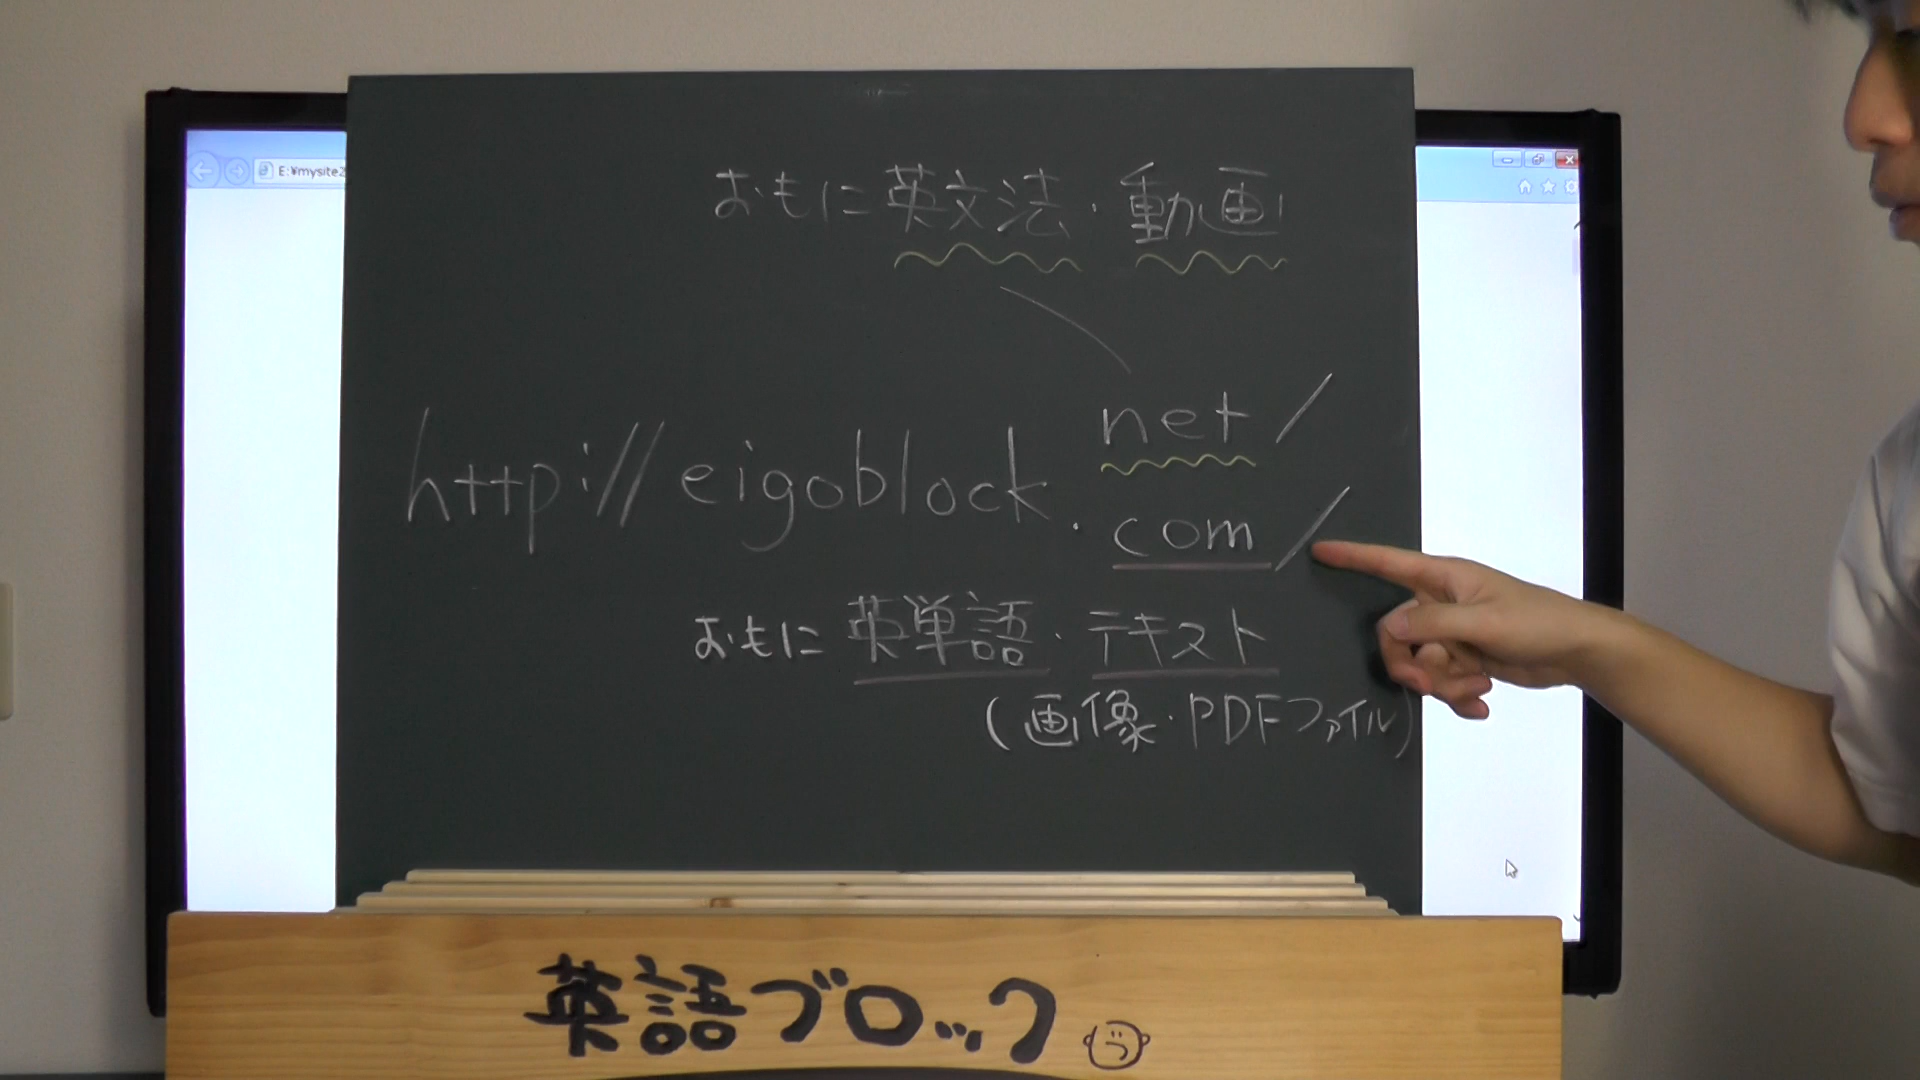 おもに英文法・動画
E:¥mysite2
http://eigoblock.net/
.com/
おもに英単語・テキスト
(画像・PDFファイル)
英語ブロック